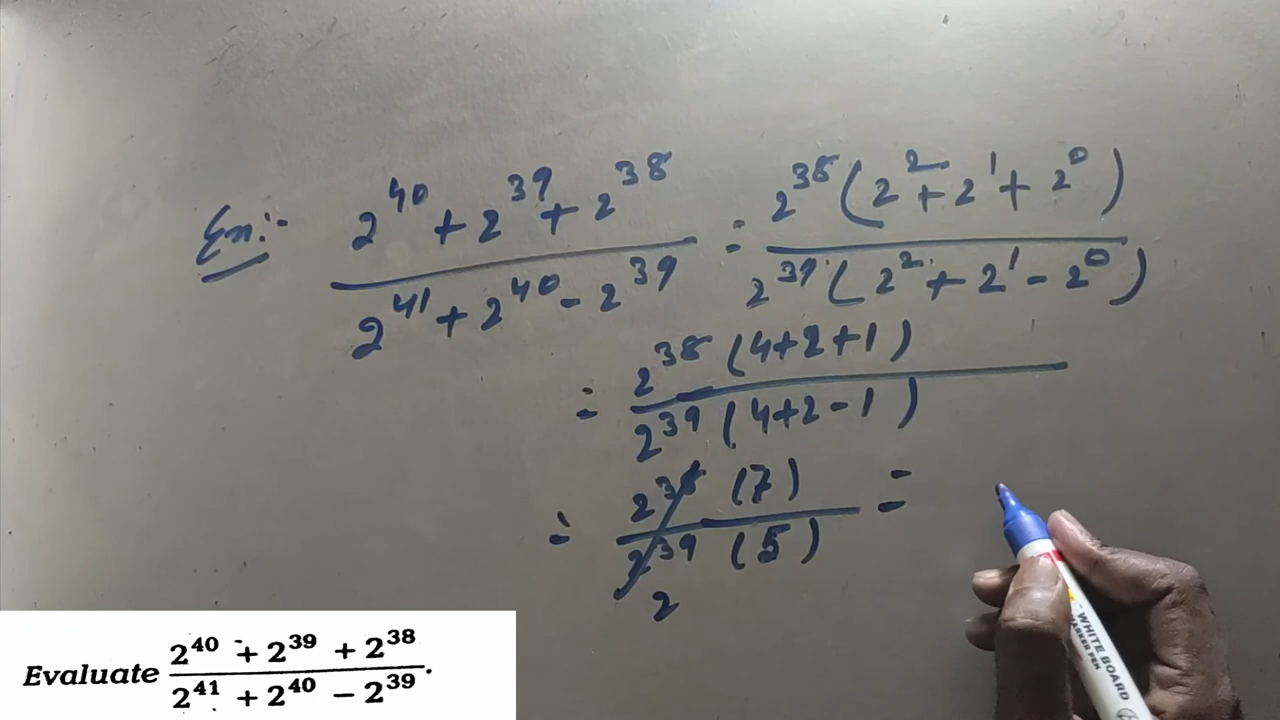 Ex:- (2^40 + 2^39 + 2^38)/(2^41 + 2^40 - 2^39) = 2^38 (2^2 + 2^1 + 2^0)/2^39 (2^2 + 2^1 - 2^0)
= 2^38 (4+2+1)/2^39 (4+2-1)
= 2^38 (7)/2^39 (5) =
2
Evaluate (2^40 + 2^39 + 2^38)/(2^41 + 2^40 - 2^39).
WHITE BOARD
MARKER PEN